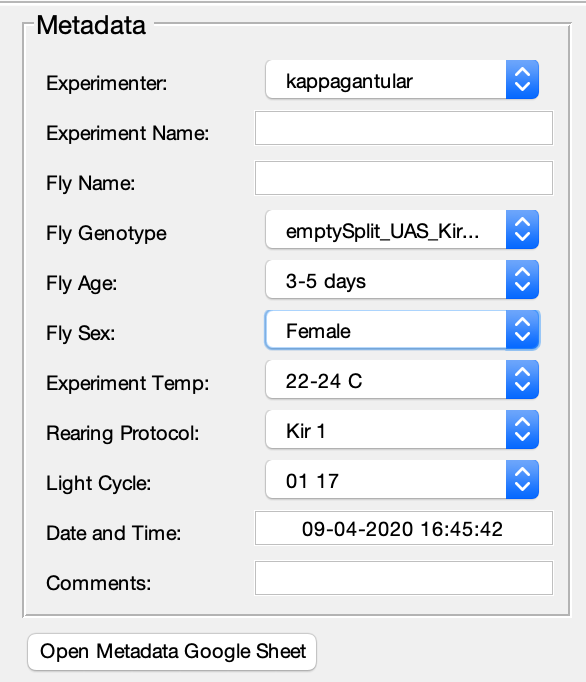 Metadata
Experimenter: kappagantular
Experiment Name:
Fly Name:
Fly Genotype emptySplit_UAS_Kir...
Fly Age: 3-5 days
Fly Sex: Female
Experiment Temp: 22-24 C
Rearing Protocol: Kir 1
Light Cycle: 01 17
Date and Time: 09-04-2020 16:45:42
Comments:
Open Metadata Google Sheet